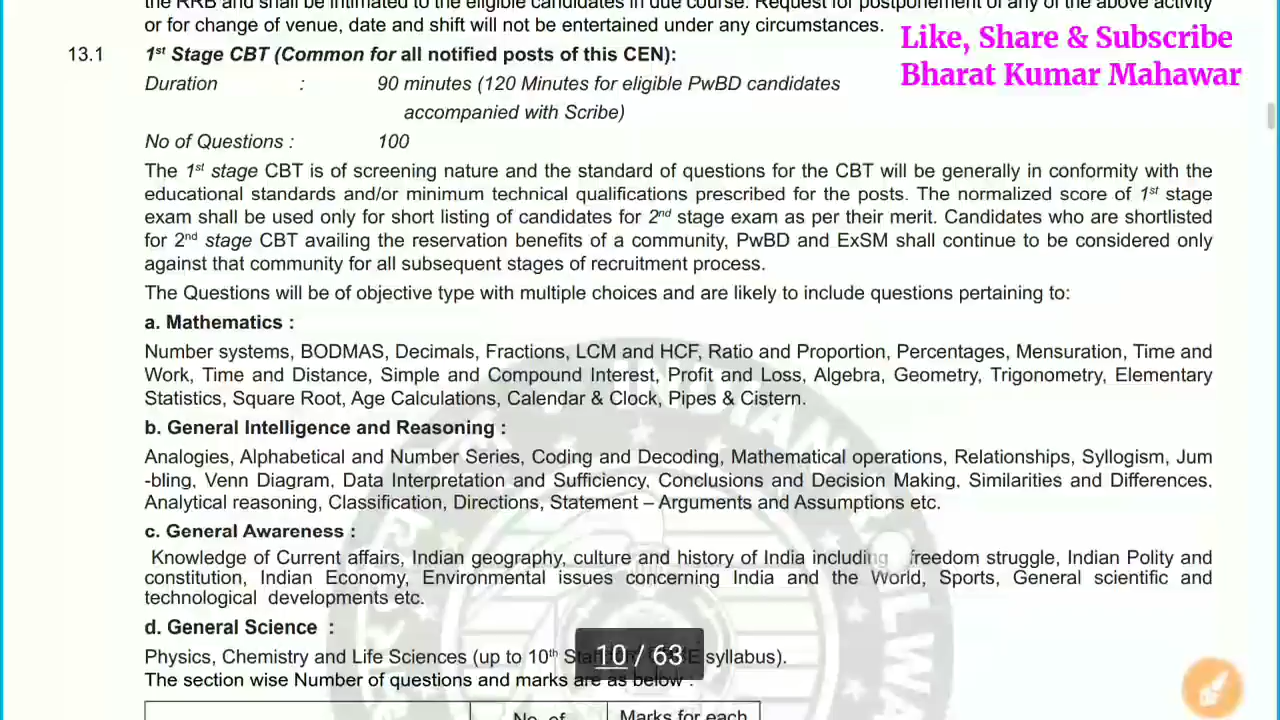 the RRB and shall be intimated to the eligible candidates in due course. Request for postponement of any of the above activity
or for change of venue, date and shift will not be entertained under any circumstances.
Like, Share & Subscribe
Bharat Kumar Mahawar
13.1 1st Stage CBT (Common for all notified posts of this CEN):
Duration : 90 minutes (120 Minutes for eligible PwBD candidates
accompanied with Scribe)
No of Questions : 100
The 1st stage CBT is of screening nature and the standard of questions for the CBT will be generally in conformity with the
educational standards and/or minimum technical qualifications prescribed for the posts. The normalized score of 1st stage
exam shall be used only for short listing of candidates for 2nd stage exam as per their merit. Candidates who are shortlisted
for 2nd stage CBT availing the reservation benefits of a community, PwBD and ExSM shall continue to be considered only
against that community for all subsequent stages of recruitment process.
The Questions will be of objective type with multiple choices and are likely to include questions pertaining to:
a. Mathematics :
Number systems, BODMAS, Decimals, Fractions, LCM and HCF, Ratio and Proportion, Percentages, Mensuration, Time and
Work, Time and Distance, Simple and Compound Interest, Profit and Loss, Algebra, Geometry, Trigonometry, Elementary
Statistics, Square Root, Age Calculations, Calendar & Clock, Pipes & Cistern.
b. General Intelligence and Reasoning :
Analogies, Alphabetical and Number Series, Coding and Decoding, Mathematical operations, Relationships, Syllogism, Jum
-bling, Venn Diagram, Data Interpretation and Sufficiency, Conclusions and Decision Making, Similarities and Differences,
Analytical reasoning, Classification, Directions, Statement – Arguments and Assumptions etc.
c. General Awareness :
Knowledge of Current affairs, Indian geography, culture and history of India including freedom struggle, Indian Polity and
constitution, Indian Economy, Environmental issues concerning India and the World, Sports, General scientific and
technological developments etc.
d. General Science :
Physics, Chemistry and Life Sciences (up to 10th syllabus).
10 / 63
The section wise Number of questions and marks are as below :
No. of Marks for each